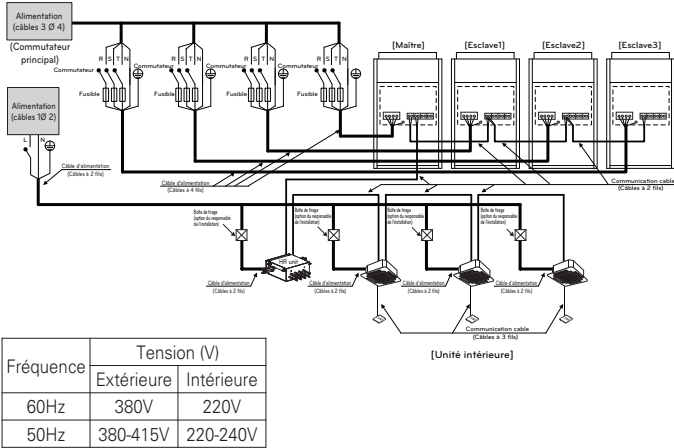 Alimentation
(câbles 3 Ø 4)
(Commutateur
principal)
R S T N
Commutateur
Fusible
R S T N
Commutateur
Fusible
R S T N
Commutateur
Fusible
R S T N
Commutateur
Fusible
[Maître]
[Esclave1]
[Esclave2]
[Esclave3]
Alimentation
(câbles 1Ø 2)
L N
Câble d'alimentation
(Câbles à 2 fils)
Câble d'alimentation
(Câbles à 4 fils)
Communication cable
(Câbles à 2 fils)
Boîte de tirage
(option du responsable
de l'installation)
Boîte de tirage
(option du responsable
de l'installation)
Boîte de tirage
(option du responsable
de l'installation)
Boîte de tirage
(option du responsable
de l'installation)
HR unit
Câble d'alimentation
(Câbles à 2 fils)
Câble d'alimentation
(Câbles à 2 fils)
Câble d'alimentation
(Câbles à 2 fils)
Câble d'alimentation
(Câbles à 2 fils)
Communication cable
(Câbles à 3 fils)
[Unité intérieure]
Fréquence Tension (V)
Extérieure Intérieure
60Hz 380V 220V
50Hz 380-415V 220-240V